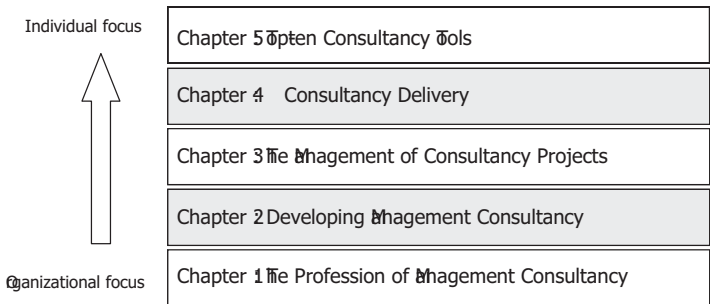 Individual focus
Chapter 5: Top-ten Consultancy Tools
Chapter 4: Consultancy Delivery
Chapter 3: The Management of Consultancy Projects
Chapter 2: Developing Management Consultancy
Chapter 1: The Profession of Management Consultancy
Organizational focus